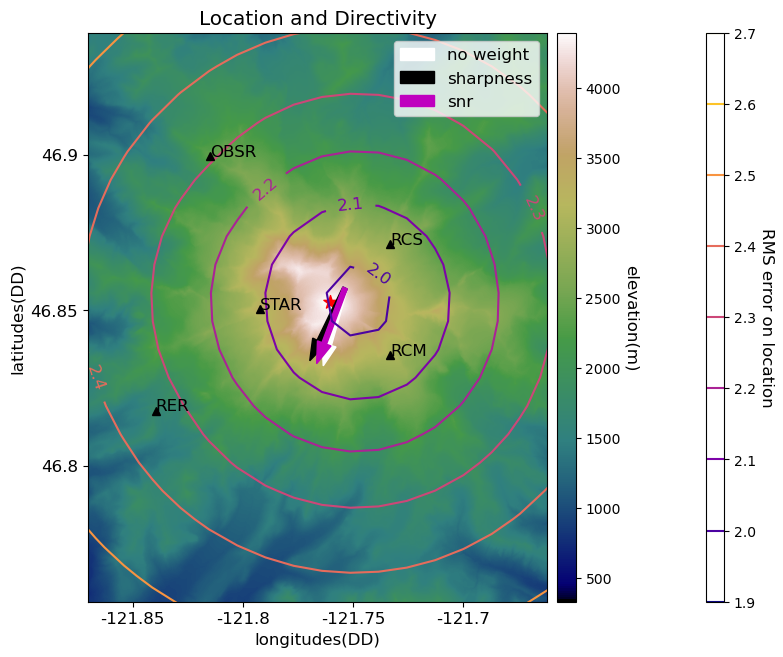 Location and Directivity
no weight
sharpness
snr
OBSR
RCS
STAR
RCM
RER
2.0
2.1
2.2
2.3
2.4
46.9
46.85
46.8
latitudes(DD)
-121.85
-121.8
-121.75
-121.7
longitudes(DD)
4000
3500
3000
2500
2000
1500
1000
500
elevation(m)
2.7
2.6
2.5
2.4
2.3
2.2
2.1
2.0
1.9
RMS error on location